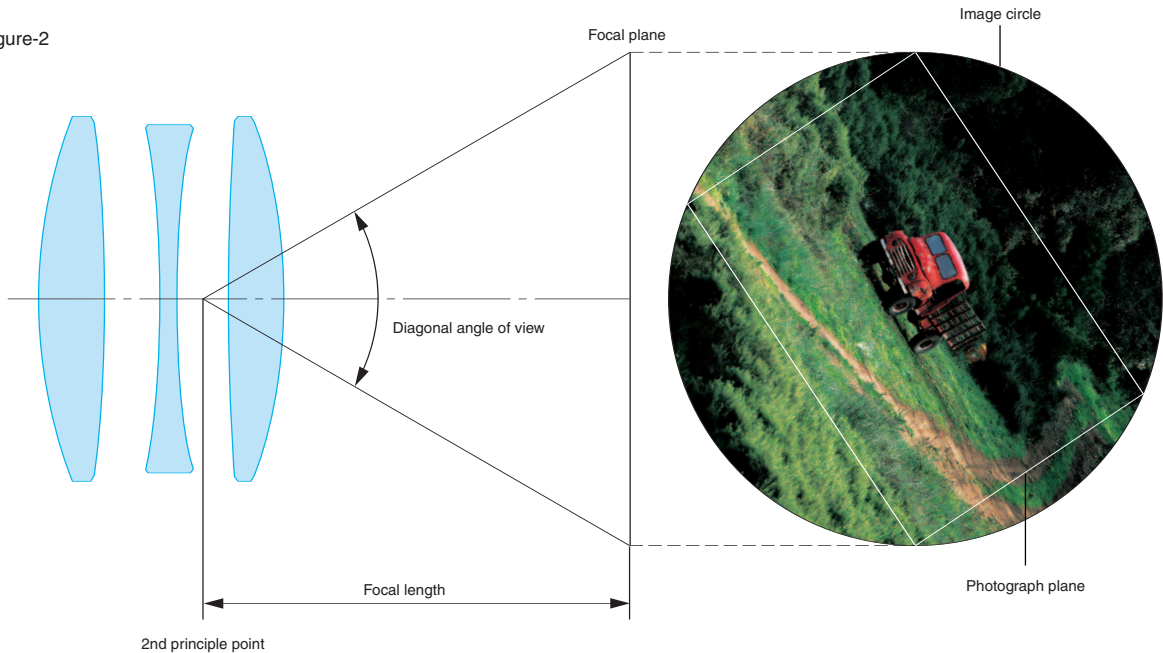 Image circle
gure-2
Focal plane
Diagonal angle of view
Focal length
Photograph plane
2nd principle point